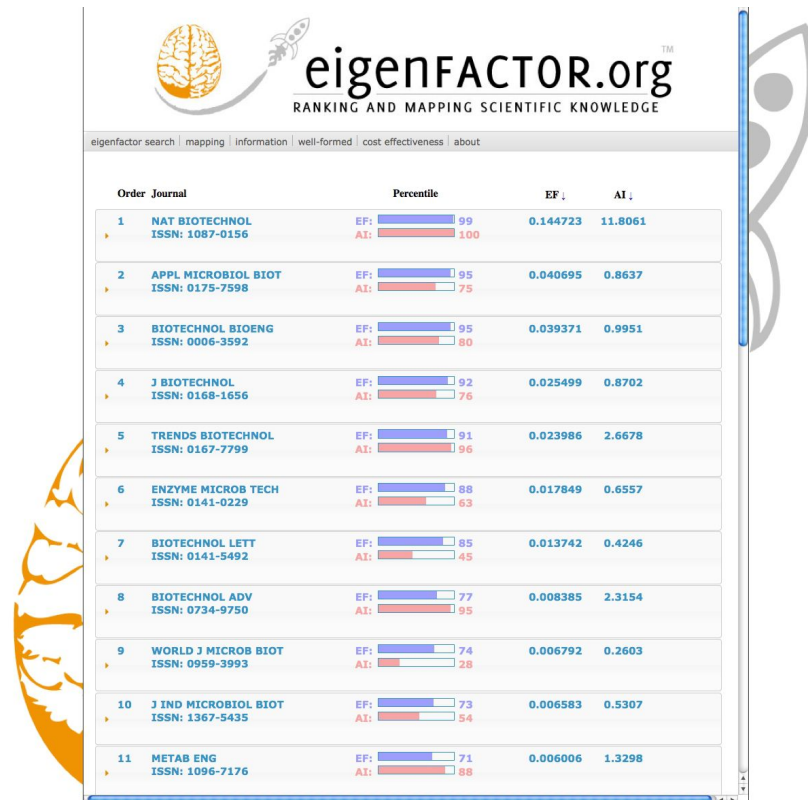 eigenFACTOR.org TM
RANKING AND MAPPING SCIENTIFIC KNOWLEDGE
eigenfactor search | mapping | information | well-formed | cost effectiveness | about
Order Journal Percentile EF↓ AI↓
1 NAT BIOTECHNOL EF: 99 0.144723 11.8061
ISSN: 1087-0156 AI: 100
2 APPL MICROBIOL BIOT EF: 95 0.040695 0.8637
ISSN: 0175-7598 AI: 75
3 BIOTECHNOL BIOENG EF: 95 0.039371 0.9951
ISSN: 0006-3592 AI: 80
4 J BIOTECHNOL EF: 92 0.025499 0.8702
ISSN: 0168-1656 AI: 76
5 TRENDS BIOTECHNOL EF: 91 0.023986 2.6678
ISSN: 0167-7799 AI: 96
6 ENZYME MICROB TECH EF: 88 0.017849 0.6557
ISSN: 0141-0229 AI: 63
7 BIOTECHNOL LETT EF: 85 0.013742 0.4246
ISSN: 0141-5492 AI: 45
8 BIOTECHNOL ADV EF: 77 0.008385 2.3154
ISSN: 0734-9750 AI: 95
9 WORLD J MICROB BIOT EF: 74 0.006792 0.2603
ISSN: 0959-3993 AI: 28
10 J IND MICROBIOL BIOT EF: 73 0.006583 0.5307
ISSN: 1367-5435 AI: 54
11 METAB ENG EF: 71 0.006006 1.3298
ISSN: 1096-7176 AI: 88